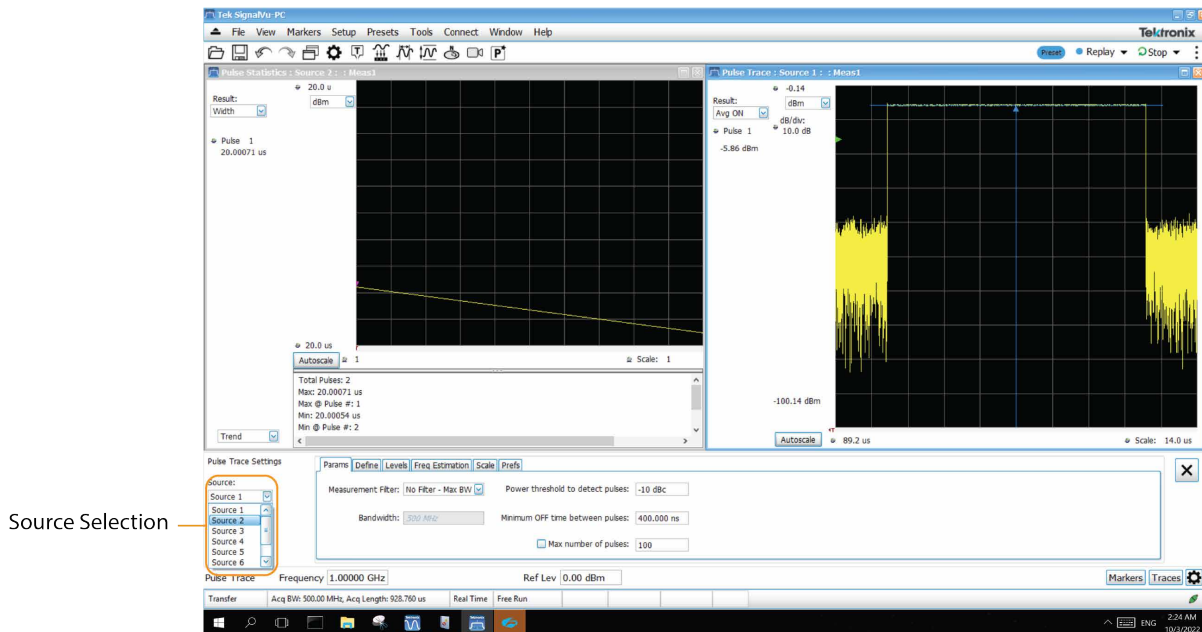 Tek SignalVu-PC
File View Markers Setup Presets Tools Connect Window Help
Tektronix
Preset Replay Stop
Pulse Statistics : Source 2 : : Meas1
Result:
Width
20.0 u
dBm
Pulse 1
20.00071 us
20.0 us
Autoscale 1 Scale: 1
Total Pulses: 2
Max: 20.00071 us
Max @ Pulse #: 1
Min: 20.00054 us
Min @ Pulse #: 2
Trend
Pulse Trace : Source 1 : : Meas1
Result:
Avg ON
-0.14
dBm
dB/div:
10.0 dB
Pulse 1
-5.86 dBm
-100.14 dBm
Autoscale 89.2 us Scale: 14.0 us
Pulse Trace Settings
Source:
Source 1
Source 1
Source 2
Source 3
Source 4
Source 5
Source 6
Source Selection
Params Define Levels Freq Estimation Scale Prefs
Measurement Filter: No Filter - Max BW Power threshold to detect pulses: -10 dBc
Bandwidth: 500 MHz Minimum OFF time between pulses: 400.000 ns
Max number of pulses: 100
Pulse Trace Frequency 1.00000 GHz Ref Lev 0.00 dBm Markers Traces
Transfer Acq BW: 500.00 MHz, Acq Length: 928.760 us Real Time Free Run
ENG 2:24 AM
10/3/2022